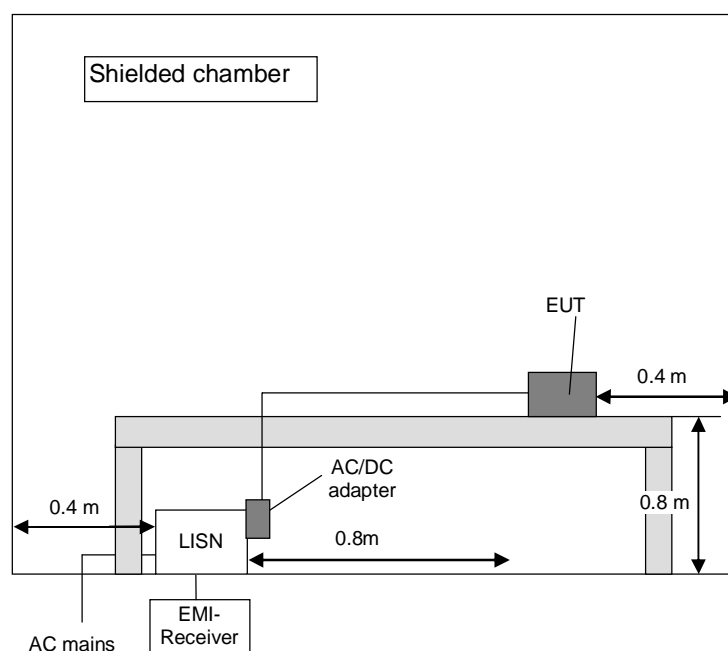 Shielded chamber
EUT
0.4 m
AC/DC
adapter
0.4 m
0.8 m
LISN
0.8m
EMI-
Receiver
AC mains